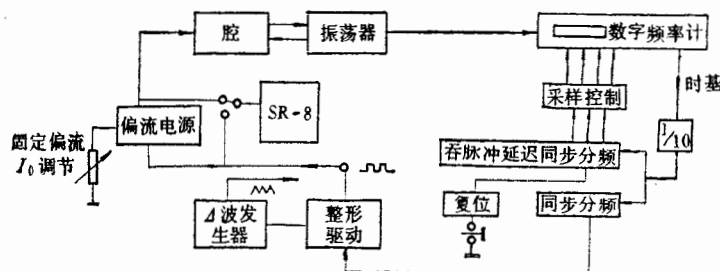 腔
振荡器
数字频率计
时基
采样控制
SR-8
偏流电源
固定偏流
I₀调节
1/10
吞脉冲延迟同步分频
Δ波发
生器
整形
驱动
复位
同步分频